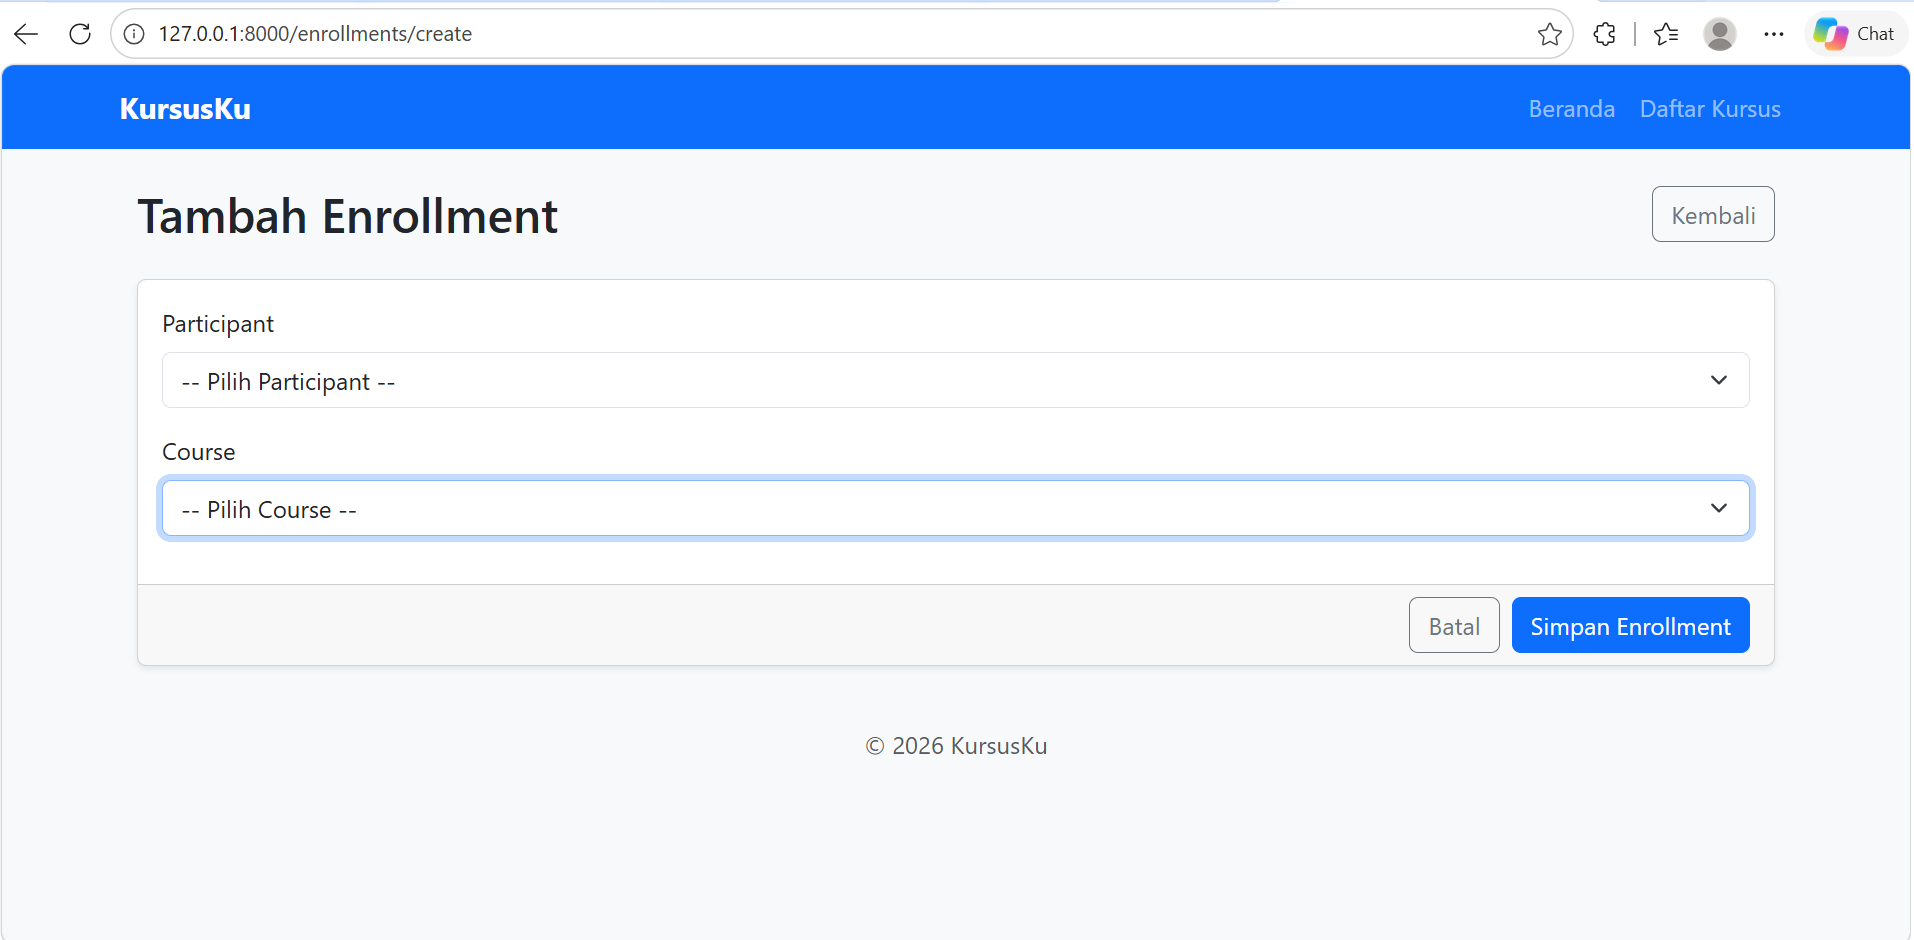 127.0.0.1:8000/enrollments/create
Chat
KursusKu
Beranda
Daftar Kursus
Tambah Enrollment
Kembali
Participant
-- Pilih Participant --
Course
-- Pilih Course --
Batal
Simpan Enrollment
© 2026 KursusKu